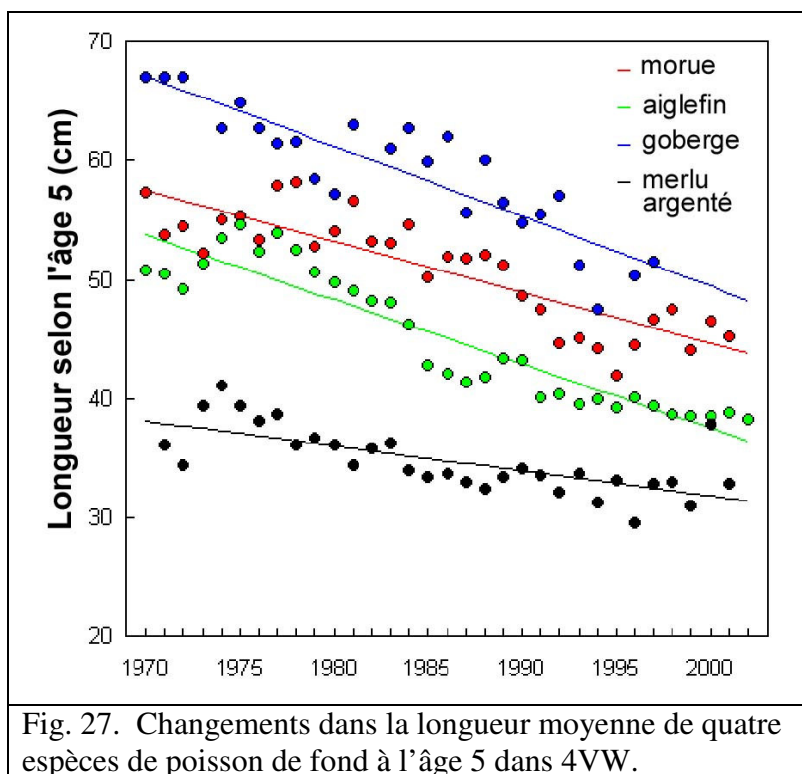 70
60
50
40
30
20
Longueur selon l'âge 5 (cm)
morue
aiglefin
goberge
merlu
argenté
1970 1975 1980 1985 1990 1995 2000
Fig. 27. Changements dans la longueur moyenne de quatre
espèces de poisson de fond à l'âge 5 dans 4VW.